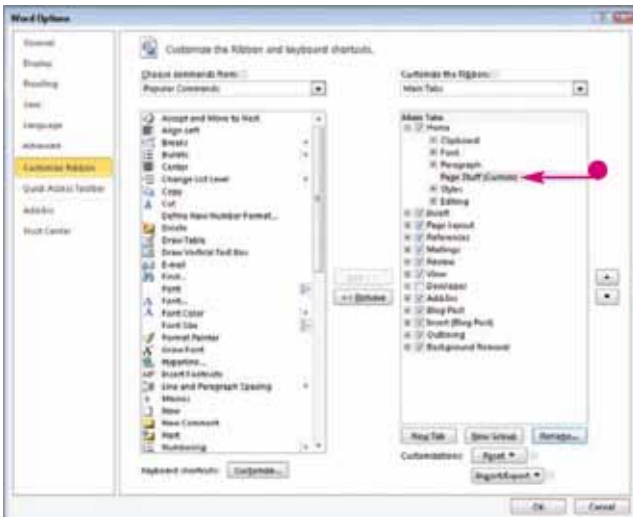 Word Options
General
Display
Proofing
Save
Language
Advanced
Customize Ribbon
Quick Access Toolbar
Add-Ins
Trust Center
Customize the Ribbon and keyboard shortcuts.
Choose commands from:
Popular Commands
Accept and Move to Next
Align Left
Breaks
Bullets
Center
Change List Level
Copy
Cut
Define New Number Format...
Delete
Draw Table
Draw Vertical Text Box
E-mail
Find...
Font
Font...
Font Color
Font Size
Format Painter
Grow Font
Hyperlink...
Insert Footnote
Line and Paragraph Spacing
Macros
New
New Comment
Next
Numbering
Keyboard shortcuts: Customize...
<< Remove
Customize the Ribbon:
Main Tabs
Main Tabs
Home
Clipboard
Font
Paragraph
Page Stuff (Custom)
Styles
Editing
Insert
Page Layout
References
Mailings
Review
View
Developer
Add-Ins
Blog Post
Insert (Blog Post)
Outlining
Background Removal
New Tab New Group Rename...
Customizations: Reset
Import/Export
OK Cancel